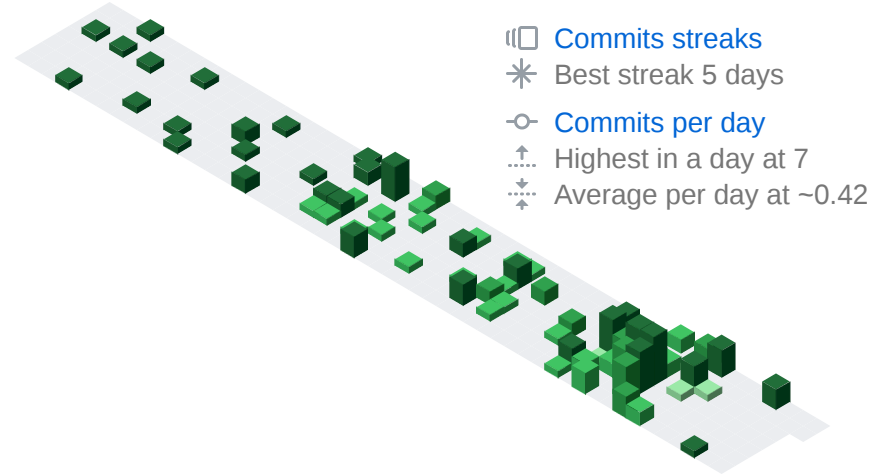 Commits streaks
Best streak 5 days
Commits per day
Highest in a day at 7
Average per day at ~0.42